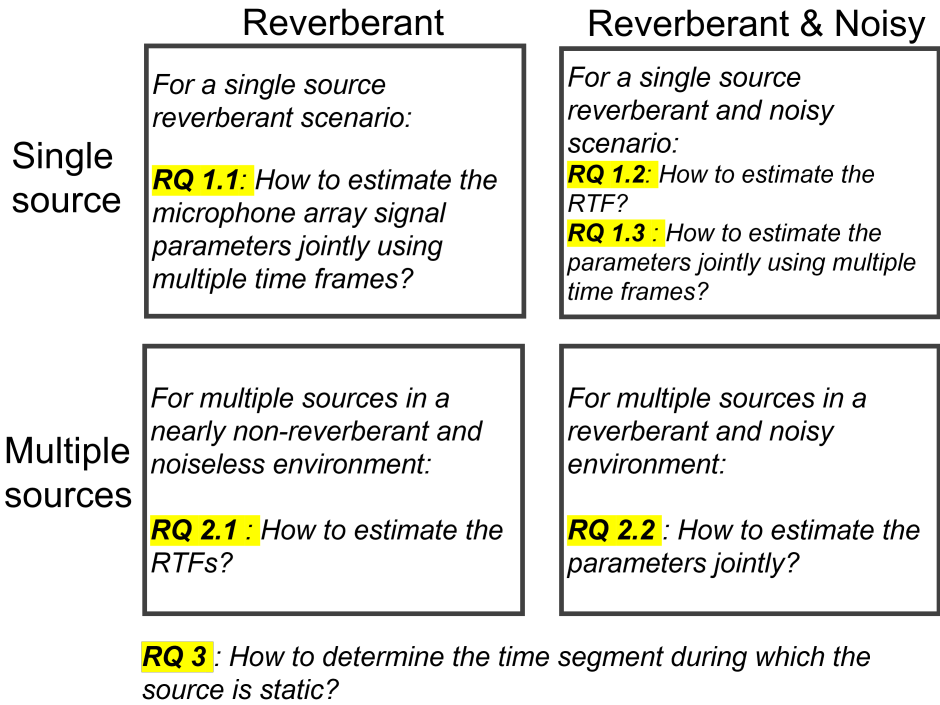 Reverberant
Reverberant & Noisy
Single
source
For a single source
reverberant scenario:
RQ 1.1: How to estimate the
microphone array signal
parameters jointly using
multiple time frames?
For a single source
reverberant and noisy
scenario:
RQ 1.2: How to estimate the
RTF?
RQ 1.3 : How to estimate the
parameters jointly using multiple
time frames?
Multiple
sources
For multiple sources in a
nearly non-reverberant and
noiseless environment:
RQ 2.1 : How to estimate the
RTFs?
For multiple sources in a
reverberant and noisy
environment:
RQ 2.2 : How to estimate the
parameters jointly?
RQ 3 : How to determine the time segment during which the
source is static?